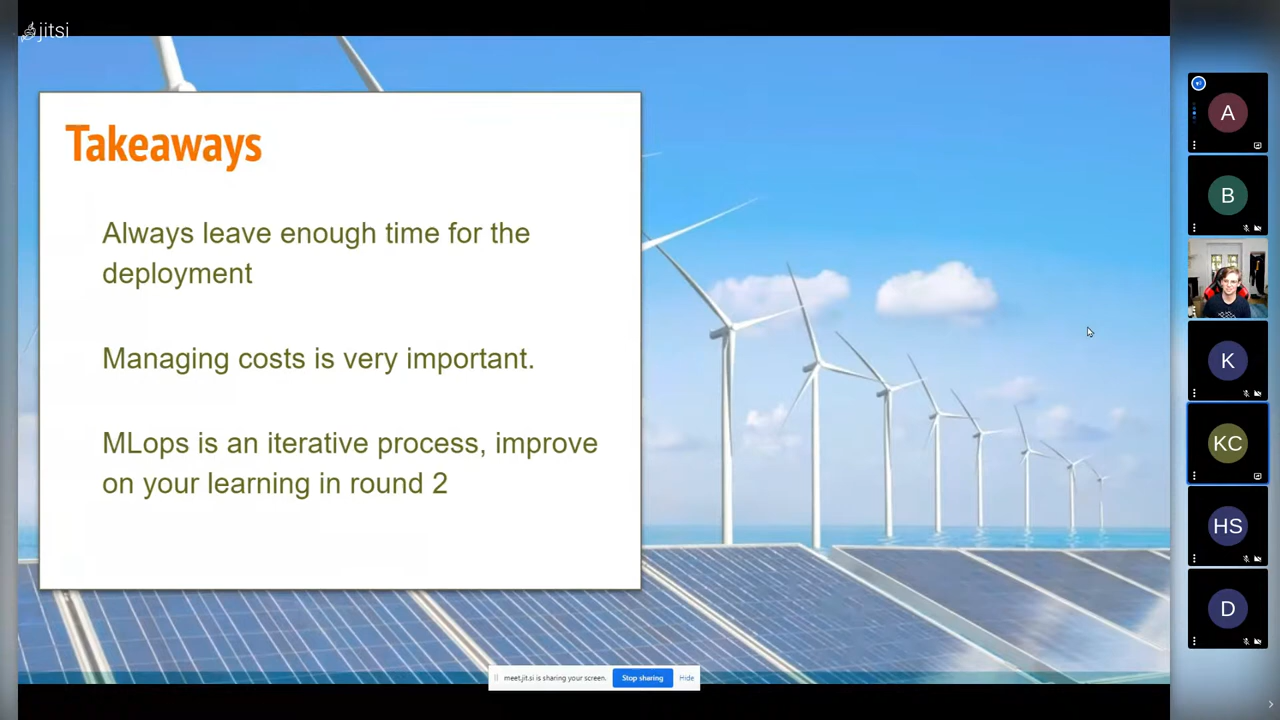 jitsi
Takeaways
Always leave enough time for the
deployment
Managing costs is very important.
MLops is an iterative process, improve
on your learning in round 2
A
B
K
KC
HS
D
meet.jit.si is sharing your screen. Stop sharing Hide